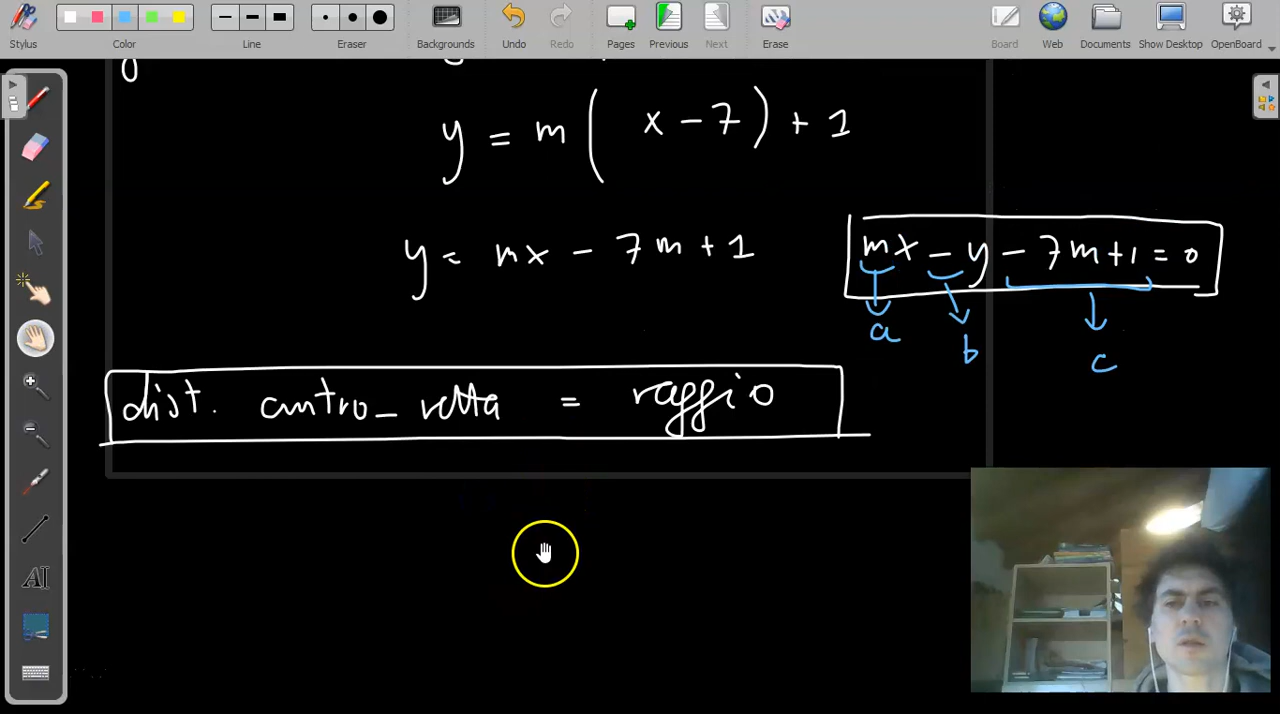 Stylus Color Line Eraser Backgrounds Undo Redo Pages Previous Next Erase Board Web Documents Show Desktop OpenBoard
y = m( x - 7) + 1
y = mx - 7m + 1
mx - y - 7m + 1 = 0
a b c
dist. centro_retta = raggio